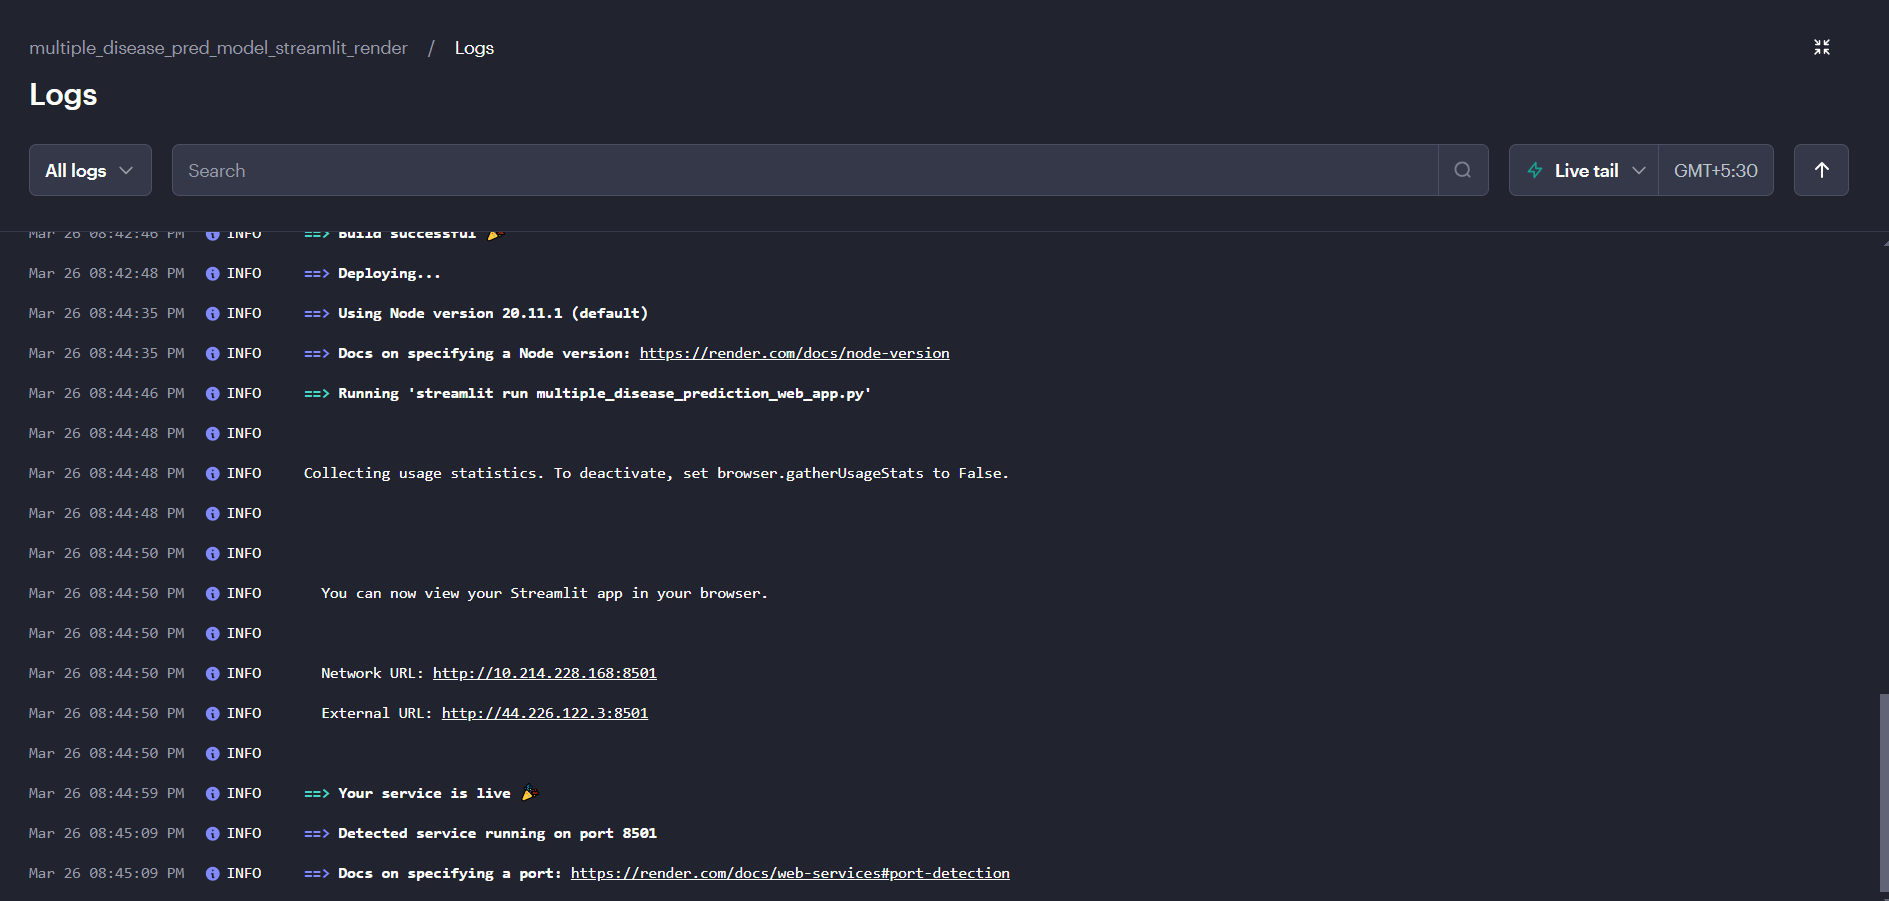 multiple_disease_pred_model_streamlit_render / Logs
Logs
All logs Search Live tail GMT+5:30
Mar 26 08:42:46 PM INFO ==> Build successful 🎉
Mar 26 08:42:48 PM INFO ==> Deploying...
Mar 26 08:44:35 PM INFO ==> Using Node version 20.11.1 (default)
Mar 26 08:44:35 PM INFO ==> Docs on specifying a Node version: https://render.com/docs/node-version
Mar 26 08:44:46 PM INFO ==> Running 'streamlit run multiple_disease_prediction_web_app.py'
Mar 26 08:44:48 PM INFO
Mar 26 08:44:48 PM INFO Collecting usage statistics. To deactivate, set browser.gatherUsageStats to False.
Mar 26 08:44:48 PM INFO
Mar 26 08:44:50 PM INFO
Mar 26 08:44:50 PM INFO You can now view your Streamlit app in your browser.
Mar 26 08:44:50 PM INFO
Mar 26 08:44:50 PM INFO Network URL: http://10.214.228.168:8501
Mar 26 08:44:50 PM INFO External URL: http://44.226.122.3:8501
Mar 26 08:44:50 PM INFO
Mar 26 08:44:59 PM INFO ==> Your service is live 🎉
Mar 26 08:45:09 PM INFO ==> Detected service running on port 8501
Mar 26 08:45:09 PM INFO ==> Docs on specifying a port: https://render.com/docs/web-services#port-detection